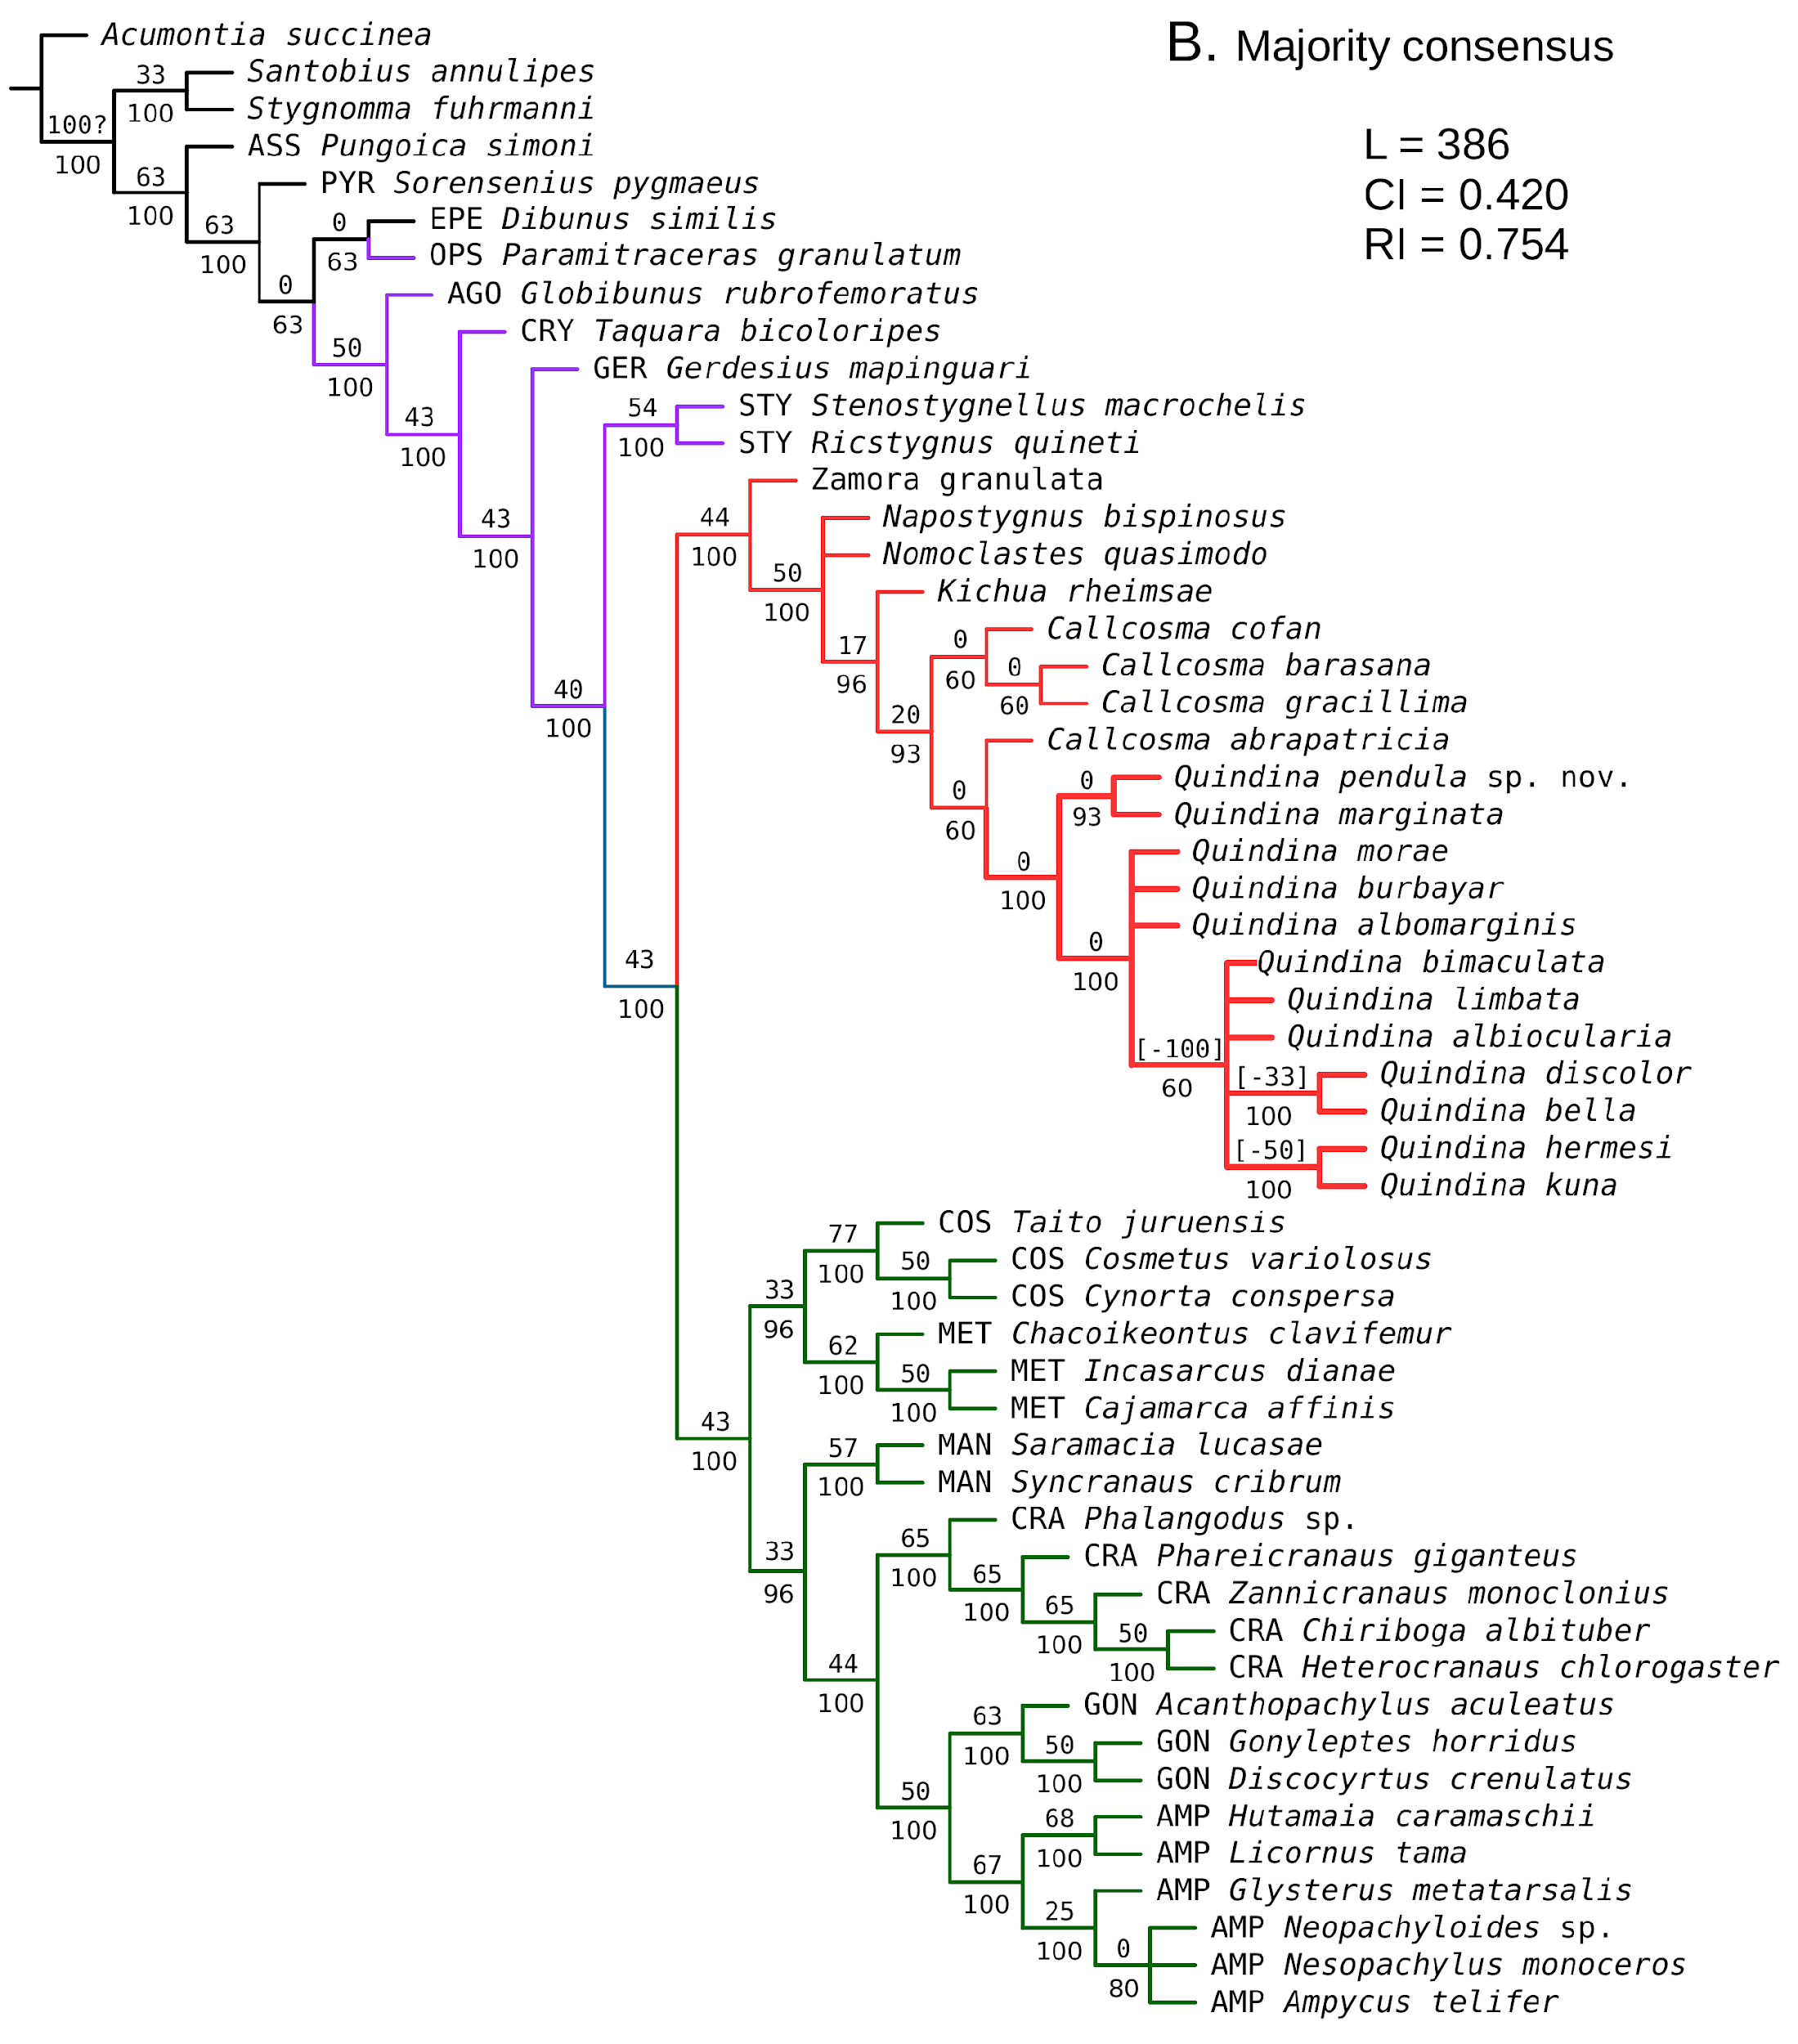 B. Majority consensus
L = 386
CI = 0.420
RI = 0.754
Acumontia succinea
33
Santobius annulipes
100
Stygnomma fuhrmanni
100?
100
ASS Pungoica simoni
63
100
PYR Sorensenius pygmaeus
63
100
0
EPE Dibunus similis
63
OPS Paramitraceras granulatum
0
63
AGO Globibunus rubrofemoratus
50
100
CRY Taquara bicoloripes
43
100
GER Gerdesius mapinguari
43
100
54
STY Stenostygnellus macrochelis
100
STY Ricstygnus quineti
40
100
Zamora granulata
44
100
Napostygnus bispinosus
Nomoclastes quasimodo
50
100
Kichua rheimsae
17
96
Callcosma cofan
0
60
Callcosma barasana
0
60
Callcosma gracillima
20
93
Callcosma abrapatricia
0
60
Quindina pendula sp. nov.
0
93
Quindina marginata
0
100
Quindina morae
Quindina burbayar
Quindina albomarginis
0
100
Quindina bimaculata
Quindina limbata
Quindina albiocularia
[-100]
60
Quindina discolor
[-33]
100
Quindina bella
Quindina hermesi
[-50]
100
Quindina kuna
43
100
COS Taito juruensis
77
100
COS Cosmetus variolosus
50
100
COS Cynorta conspersa
33
96
MET Chacoikeontus clavifemur
62
100
MET Incasarcus dianae
50
100
MET Cajamarca affinis
43
100
MAN Saramacia lucasae
57
100
MAN Syncranaus cribrum
33
96
CRA Phalangodus sp.
65
100
CRA Phareicranaus giganteus
65
100
CRA Zannicranaus monoclonius
65
100
CRA Chiriboga albituber
50
100
CRA Heterocranaus chlorogaster
44
100
GON Acanthopachylus aculeatus
63
100
GON Gonyleptes horridus
50
100
GON Discocyrtus crenulatus
50
100
AMP Hutamaia caramaschii
68
100
AMP Licornus tama
67
100
AMP Glysterus metatarsalis
25
100
AMP Neopachyloides sp.
0
80
AMP Nesopachylus monoceros
AMP Ampycus telifer